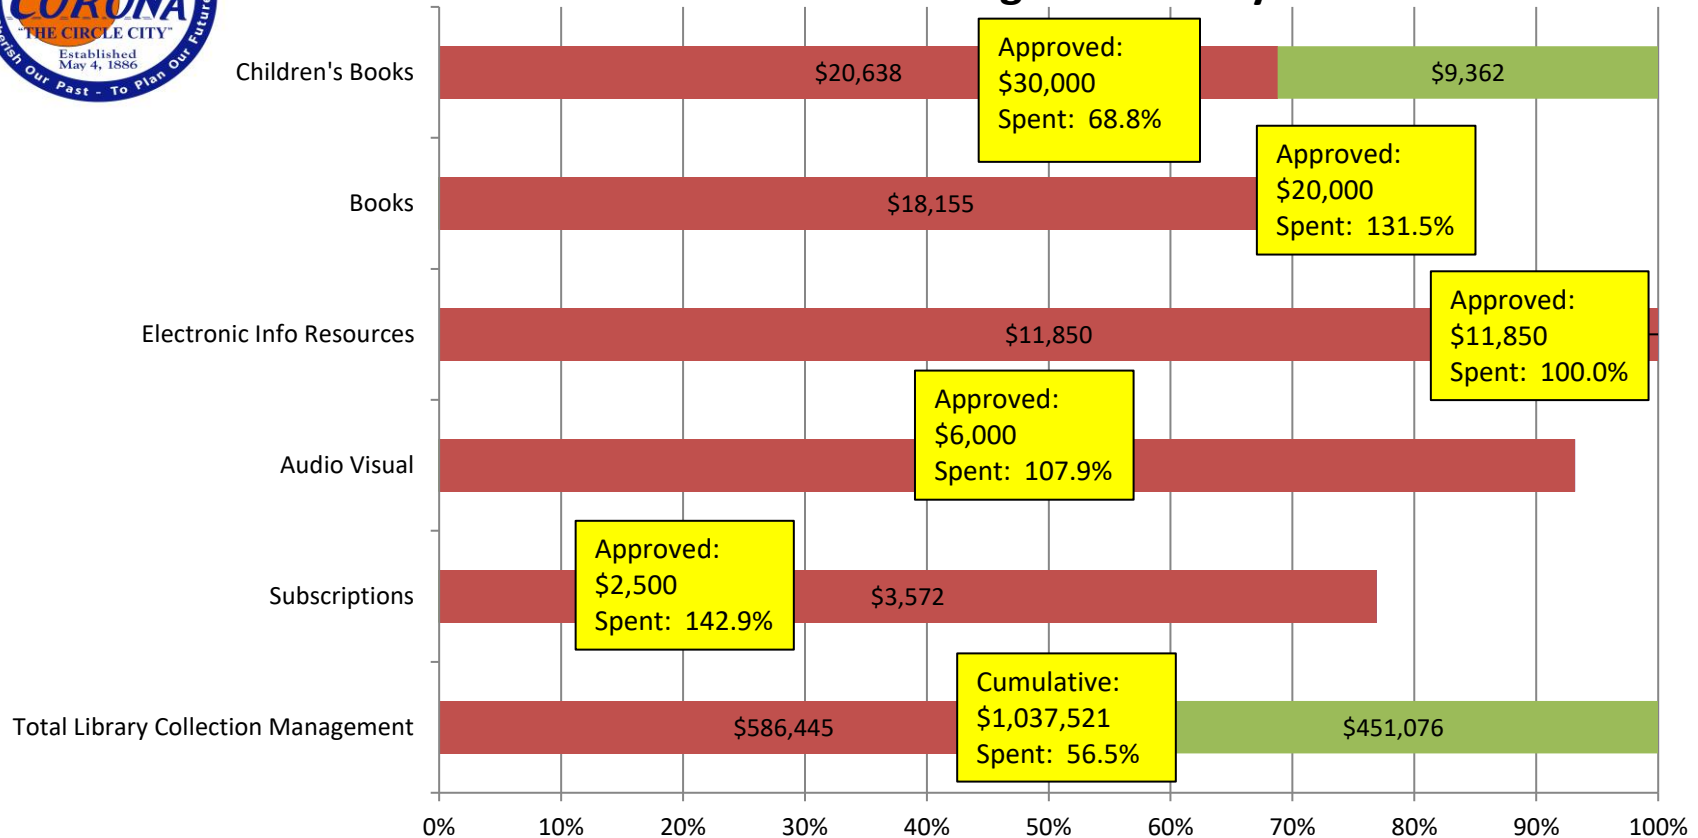 CORONA
"THE CIRCLE CITY"
Established
May 4, 1886
Cherish Our Past - To Plan Our Future
Children's Books
$20,638
Approved:
$30,000
Spent: 68.8%
$9,362
Books
$18,155
Approved:
$20,000
Spent: 131.5%
Electronic Info Resources
$11,850
Approved:
$11,850
Spent: 100.0%
Audio Visual
Approved:
$6,000
Spent: 107.9%
Subscriptions
Approved:
$2,500
Spent: 142.9%
$3,572
Total Library Collection Management
$586,445
Cumulative:
$1,037,521
Spent: 56.5%
$451,076
0% 10% 20% 30% 40% 50% 60% 70% 80% 90% 100%